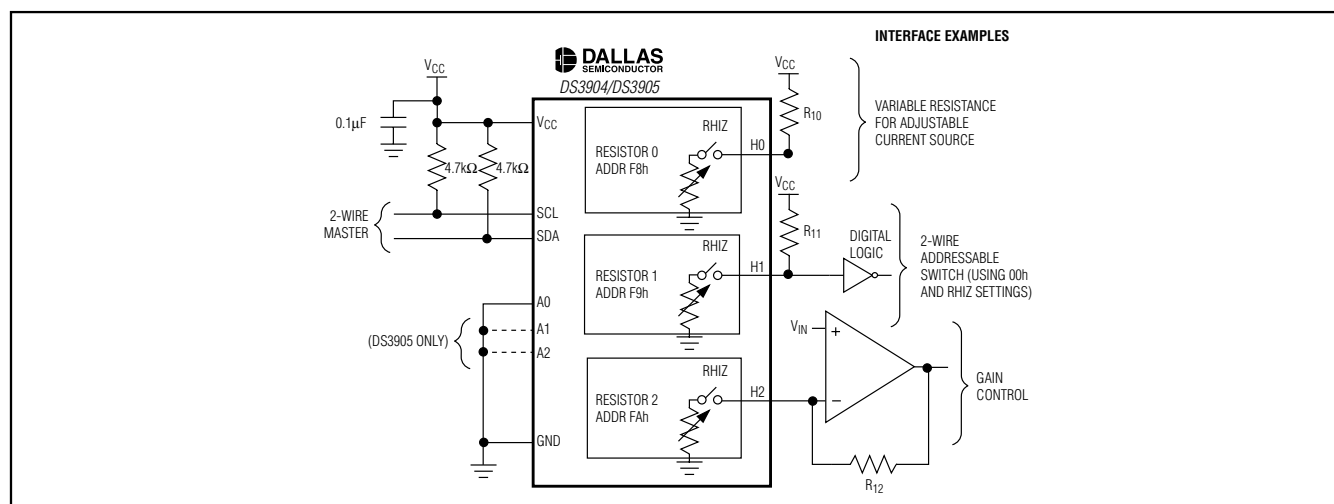 INTERFACE EXAMPLES
DALLAS
SEMICONDUCTOR
DS3904/DS3905
VCC
0.1µF
4.7kΩ
4.7kΩ
2-WIRE
MASTER
VCC
SCL
SDA
A0
A1
A2
(DS3905 ONLY)
GND
RESISTOR 0
ADDR F8h
RHIZ
H0
RESISTOR 1
ADDR F9h
RHIZ
H1
RESISTOR 2
ADDR FAh
RHIZ
H2
VCC
R10
VARIABLE RESISTANCE
FOR ADJUSTABLE
CURRENT SOURCE
VCC
R11
DIGITAL
LOGIC
2-WIRE
ADDRESSABLE
SWITCH (USING 00h
AND RHIZ SETTINGS)
VIN
+
−
R12
GAIN
CONTROL